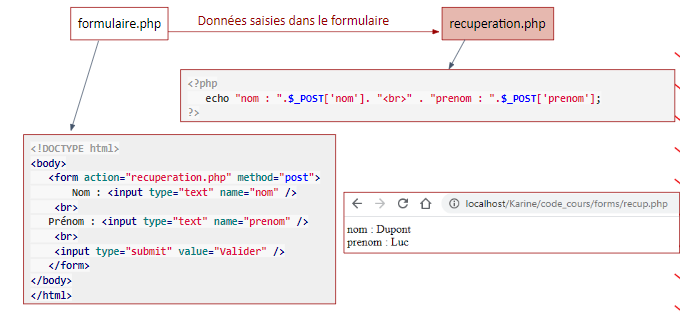 formulaire.php
Données saisies dans le formulaire
recuperation.php
<?php
echo "nom : ".$_POST['nom']. "<br>" . "prenom : ".$_POST['prenom'];
?>
<!DOCTYPE html>
<body>
<form action="recuperation.php" method="post">
Nom : <input type="text" name="nom" />
<br>
Prénom : <input type="text" name="prenom" />
<br>
<input type="submit" value="Valider" />
</form>
</body>
</html>
localhost/Karine/code_cours/forms/recup.php
nom : Dupont
prenom : Luc